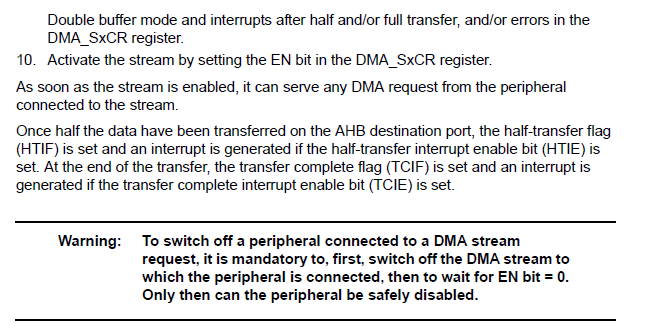 Double buffer mode and interrupts after half and/or full transfer, and/or errors in the
DMA_SxCR register.
10. Activate the stream by setting the EN bit in the DMA_SxCR register.
As soon as the stream is enabled, it can serve any DMA request from the peripheral
connected to the stream.
Once half the data have been transferred on the AHB destination port, the half-transfer flag
(HTIF) is set and an interrupt is generated if the half-transfer interrupt enable bit (HTIE) is
set. At the end of the transfer, the transfer complete flag (TCIF) is set and an interrupt is
generated if the transfer complete interrupt enable bit (TCIE) is set.
Warning: To switch off a peripheral connected to a DMA stream
request, it is mandatory to, first, switch off the DMA stream to
which the peripheral is connected, then to wait for EN bit = 0.
Only then can the peripheral be safely disabled.